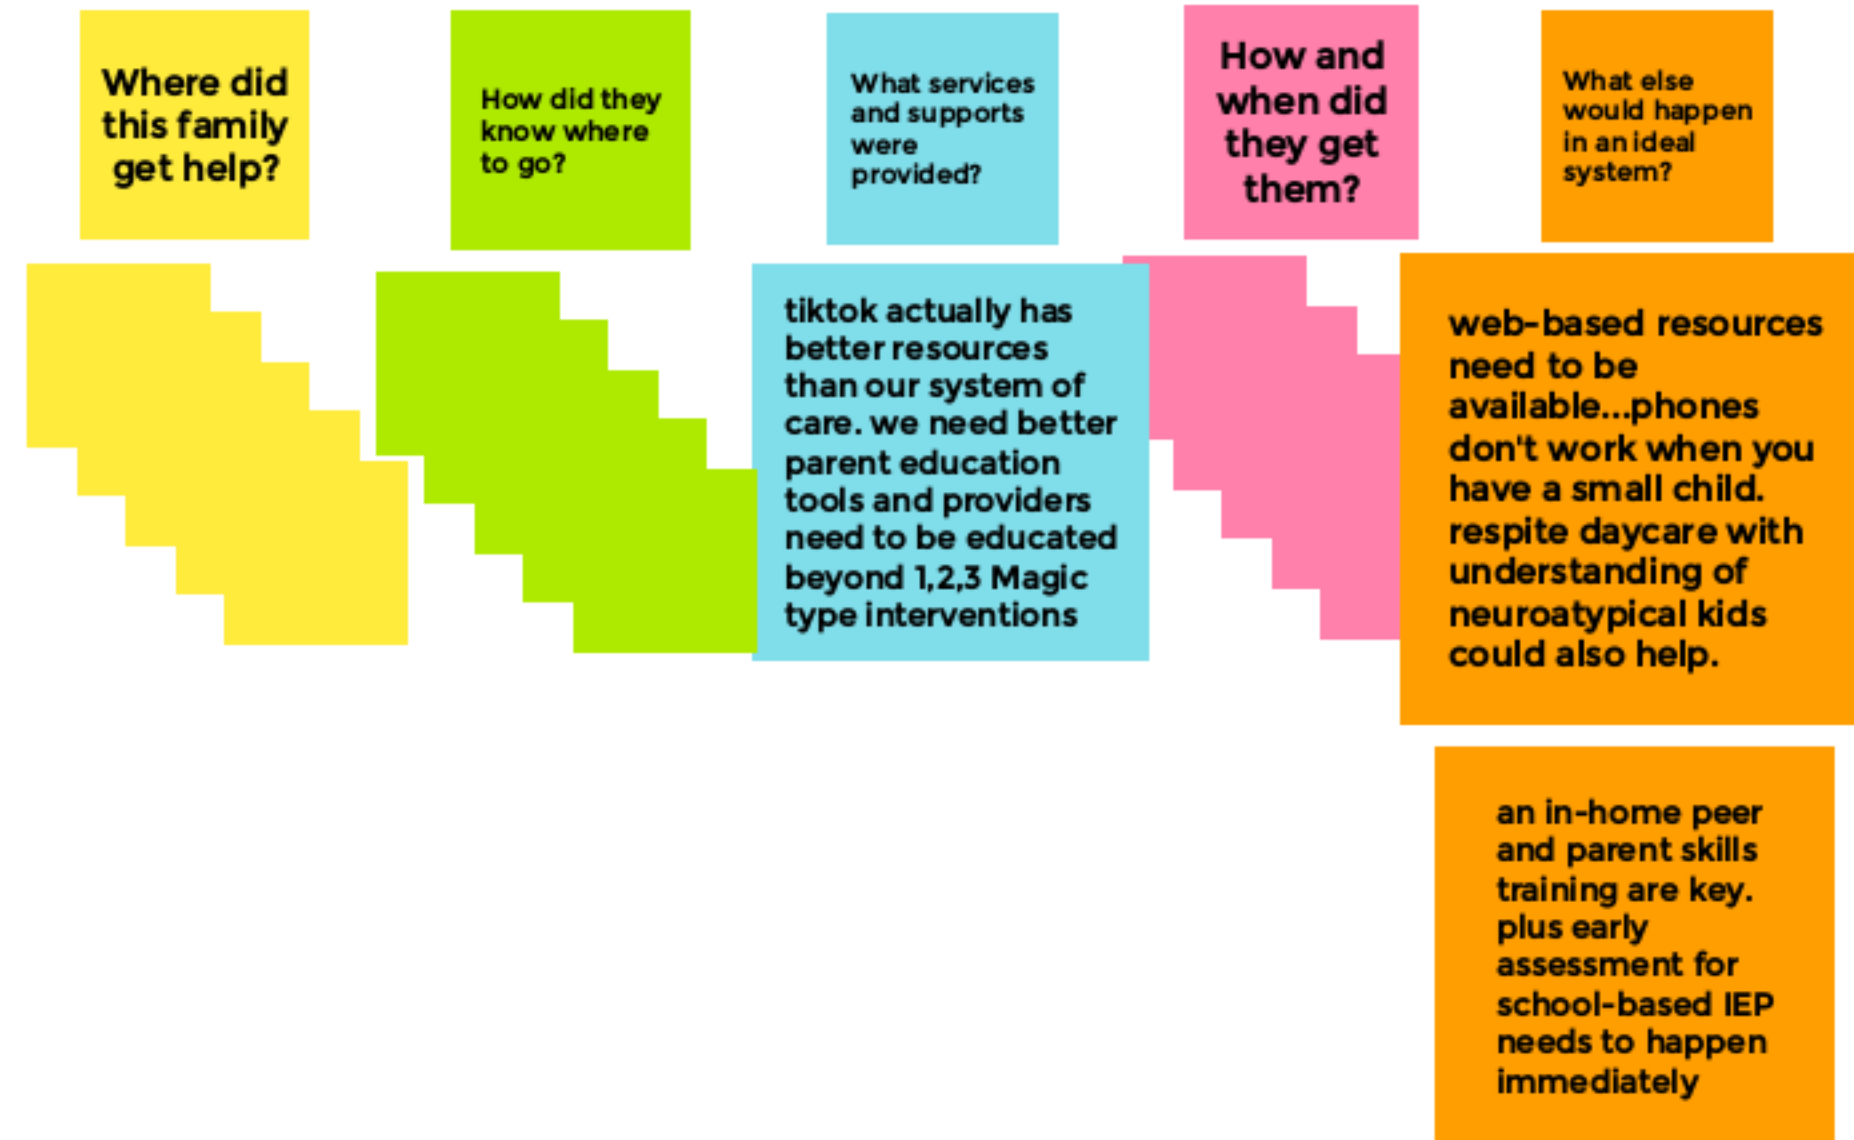 Where did
this family
get help?
How did they
know where
to go?
What services
and supports
were
provided?
How and
when did
they get
them?
What else
would happen
in an ideal
system?
tiktok actually has
better resources
than our system of
care. we need better
parent education
tools and providers
need to be educated
beyond 1,2,3 Magic
type interventions
web-based resources
need to be
available...phones
don't work when you
have a small child.
respite daycare with
understanding of
neuroatypical kids
could also help.
an in-home peer
and parent skills
training are key.
plus early
assessment for
school-based IEP
needs to happen
immediately